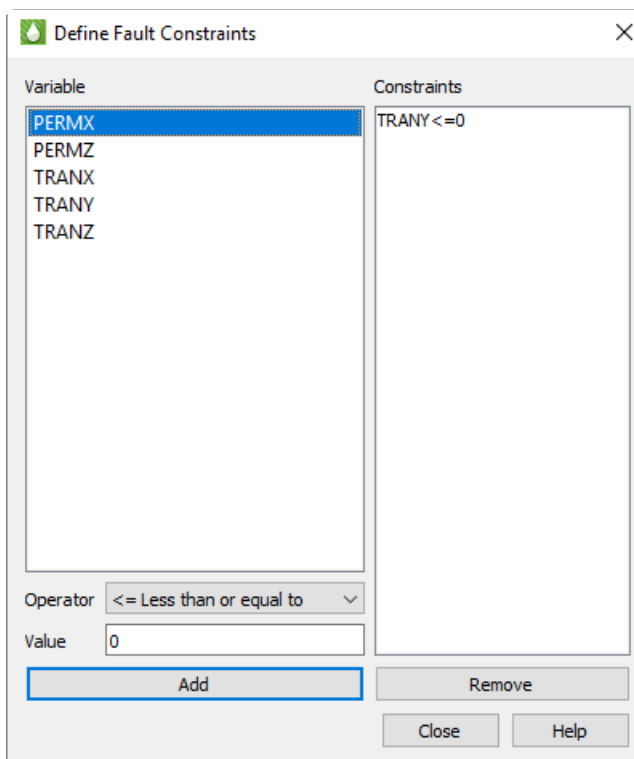 Define Fault Constraints
Variable
PERMX
PERMZ
TRANX
TRANY
TRANZ
Constraints
TRANY<=0
Operator <= Less than or equal to
Value 0
Add
Remove
Close
Help